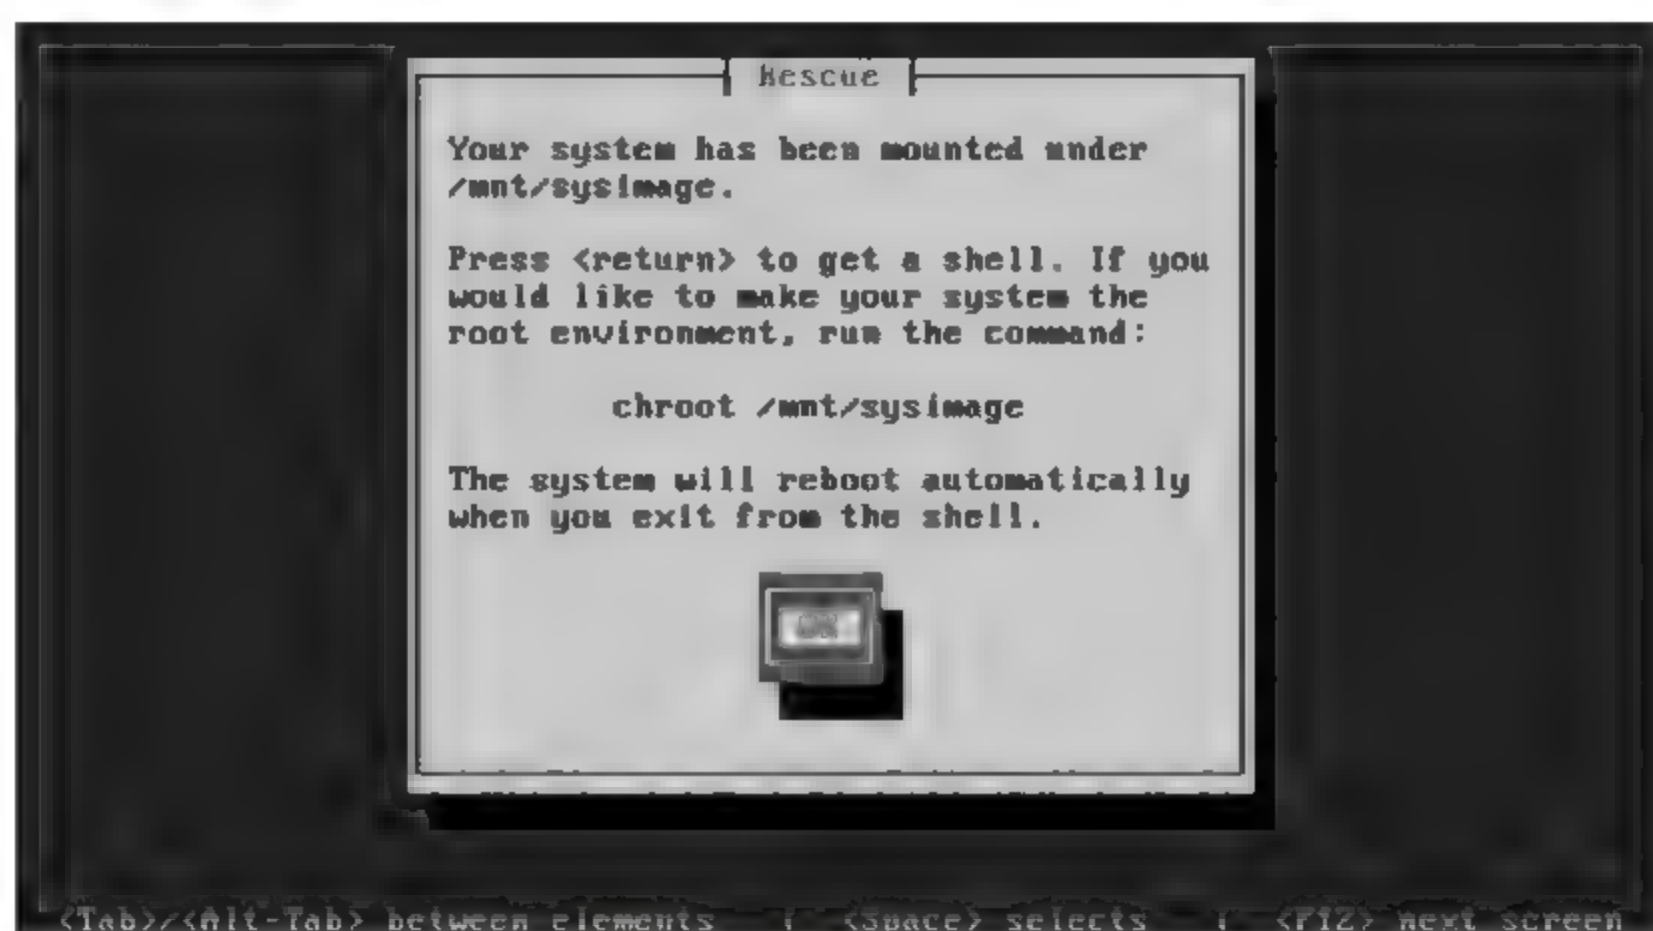 Rescue
Your system has been mounted under
/mnt/sysimage.
Press <return> to get a shell. If you
would like to make your system the
root environment, run the command:
chroot /mnt/sysimage
The system will reboot automatically
when you exit from the shell.
OK
<Tab>/<Alt-Tab> between elements | <Space> selects | <F12> next screen